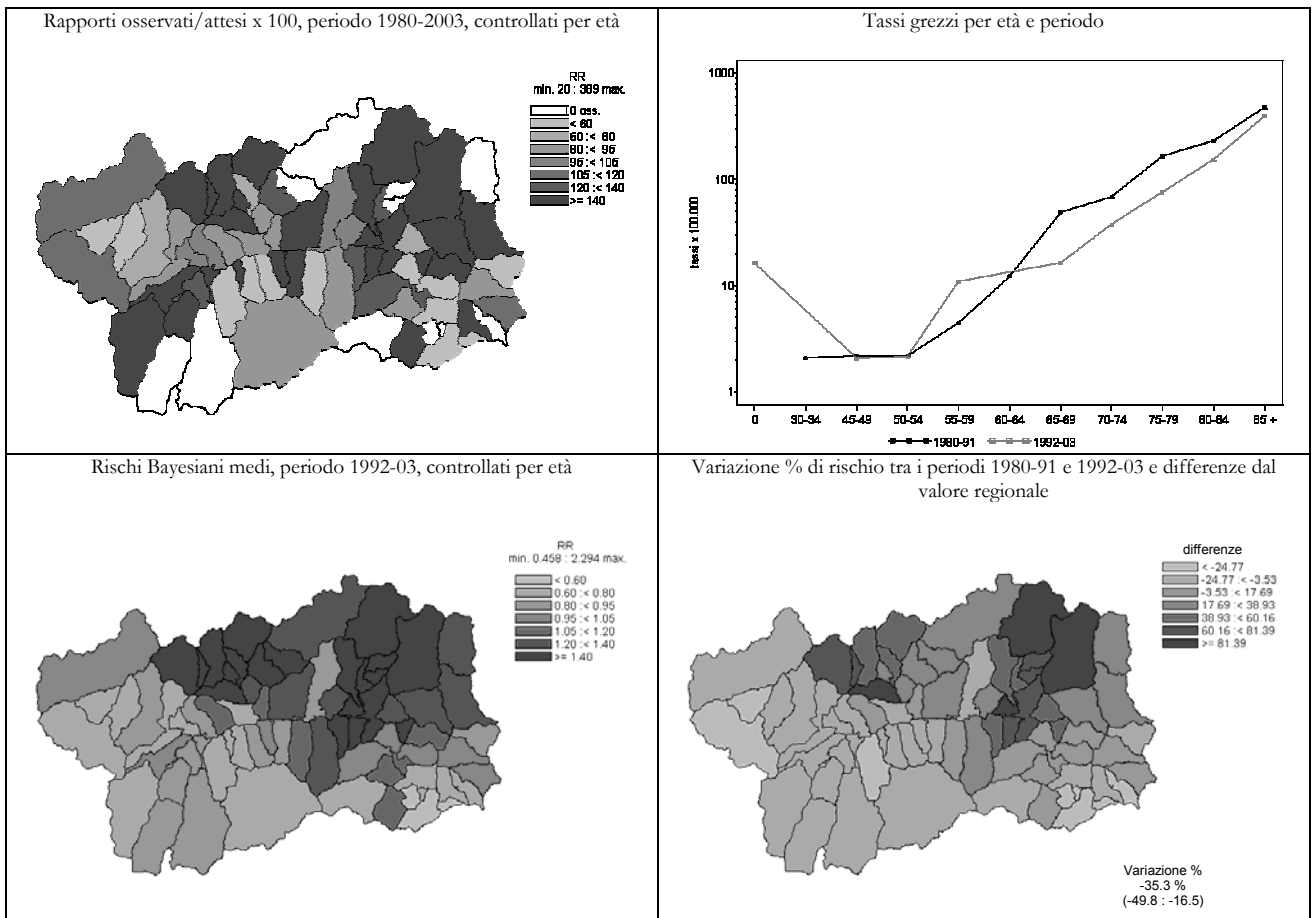 Rapporti osservati/attesi x 100, periodo 1980-2003, controllati per età
RR
min. 20 : 389 max.
0 oss.
< 60
60 :< 80
80 :< 95
95 :< 105
105 :< 120
120 :< 140
>= 140
Tassi grezzi per età e periodo
1000
100
10
1
tassi x 100.000
0 30-34 45-49 50-54 55-59 60-64 65-69 70-74 75-79 80-84 85 +
1980-91 1992-03
Rischi Bayesiani medi, periodo 1992-03, controllati per età
RR
min. 0.458 : 2.294 max.
< 0.60
0.60 :< 0.80
0.80 :< 0.95
0.95 :< 1.05
1.05 :< 1.20
1.20 :< 1.40
>= 1.40
Variazione % di rischio tra i periodi 1980-91 e 1992-03 e differenze dal
valore regionale
differenze
< -24.77
-24.77 :< -3.53
-3.53 :< 17.69
17.69 :< 38.93
38.93 :< 60.16
60.16 :< 81.39
>= 81.39
Variazione %
-35.3 %
(-49.8 : -16.5)